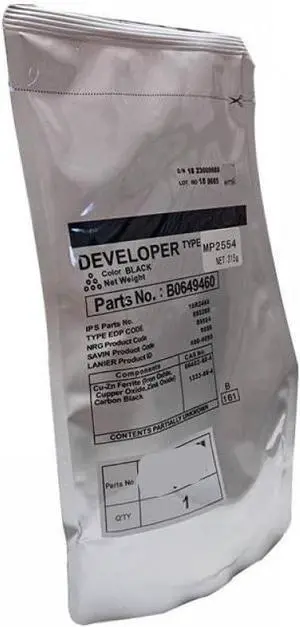 DEVELOPER TYPE MP2554
Color BLACK
Net Weight NET. 315g
Parts No. : B0649460
IPS Parts No.
TYPE EDP CODE
NRG Product Code
SAVIN Product Code
LANIER Product ID
Components CAS No.
Cu-Zn Ferrite (Iron Oxide,
Cupper Oxide, Zink Oxide)
Carbon Black 1333-86-4
CONTENTS PARTIALLY UNKNOWN
B
161
Parts No
Q'TY 1